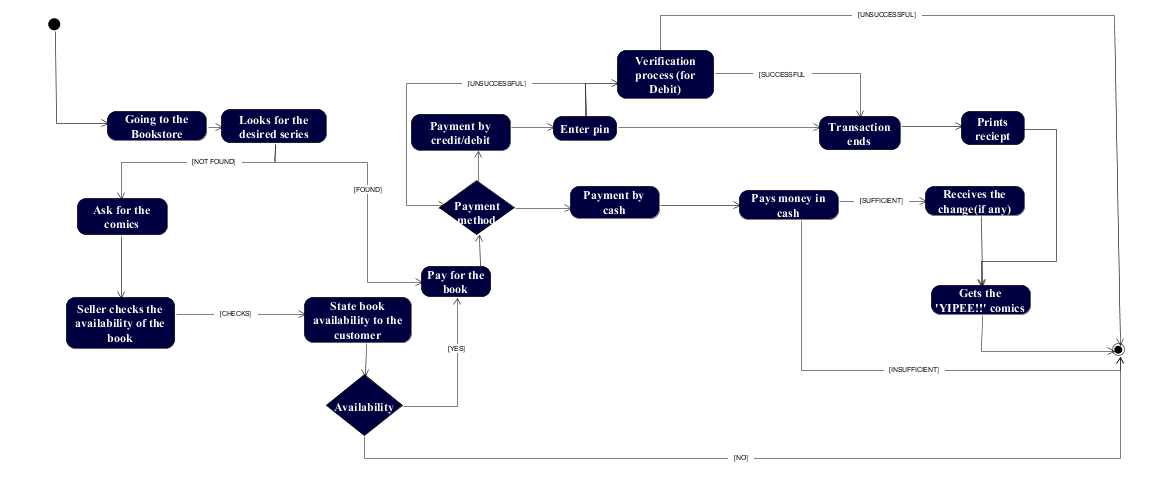 [UNSUCCESSFUL]
Verification
process (for
Debit)
[SUCCESSFUL
[UNSUCCESSFUL]
Going to the
Bookstore
Looks for the
desired series
Payment by
credit/debit
Enter pin
Transaction
ends
Prints
reciept
[NOT FOUND]
[FOUND]
Ask for the
comics
Payment
method
Payment by
cash
Pays money in
cash
[SUFFICIENT]
Receives the
change(if any)
Pay for the
book
Seller checks the
availability of the
book
[CHECKS]
State book
availability to the
customer
Gets the
'YIPEE!!!' comics
[YES]
[INSUFFICIENT]
Availability
[NO]